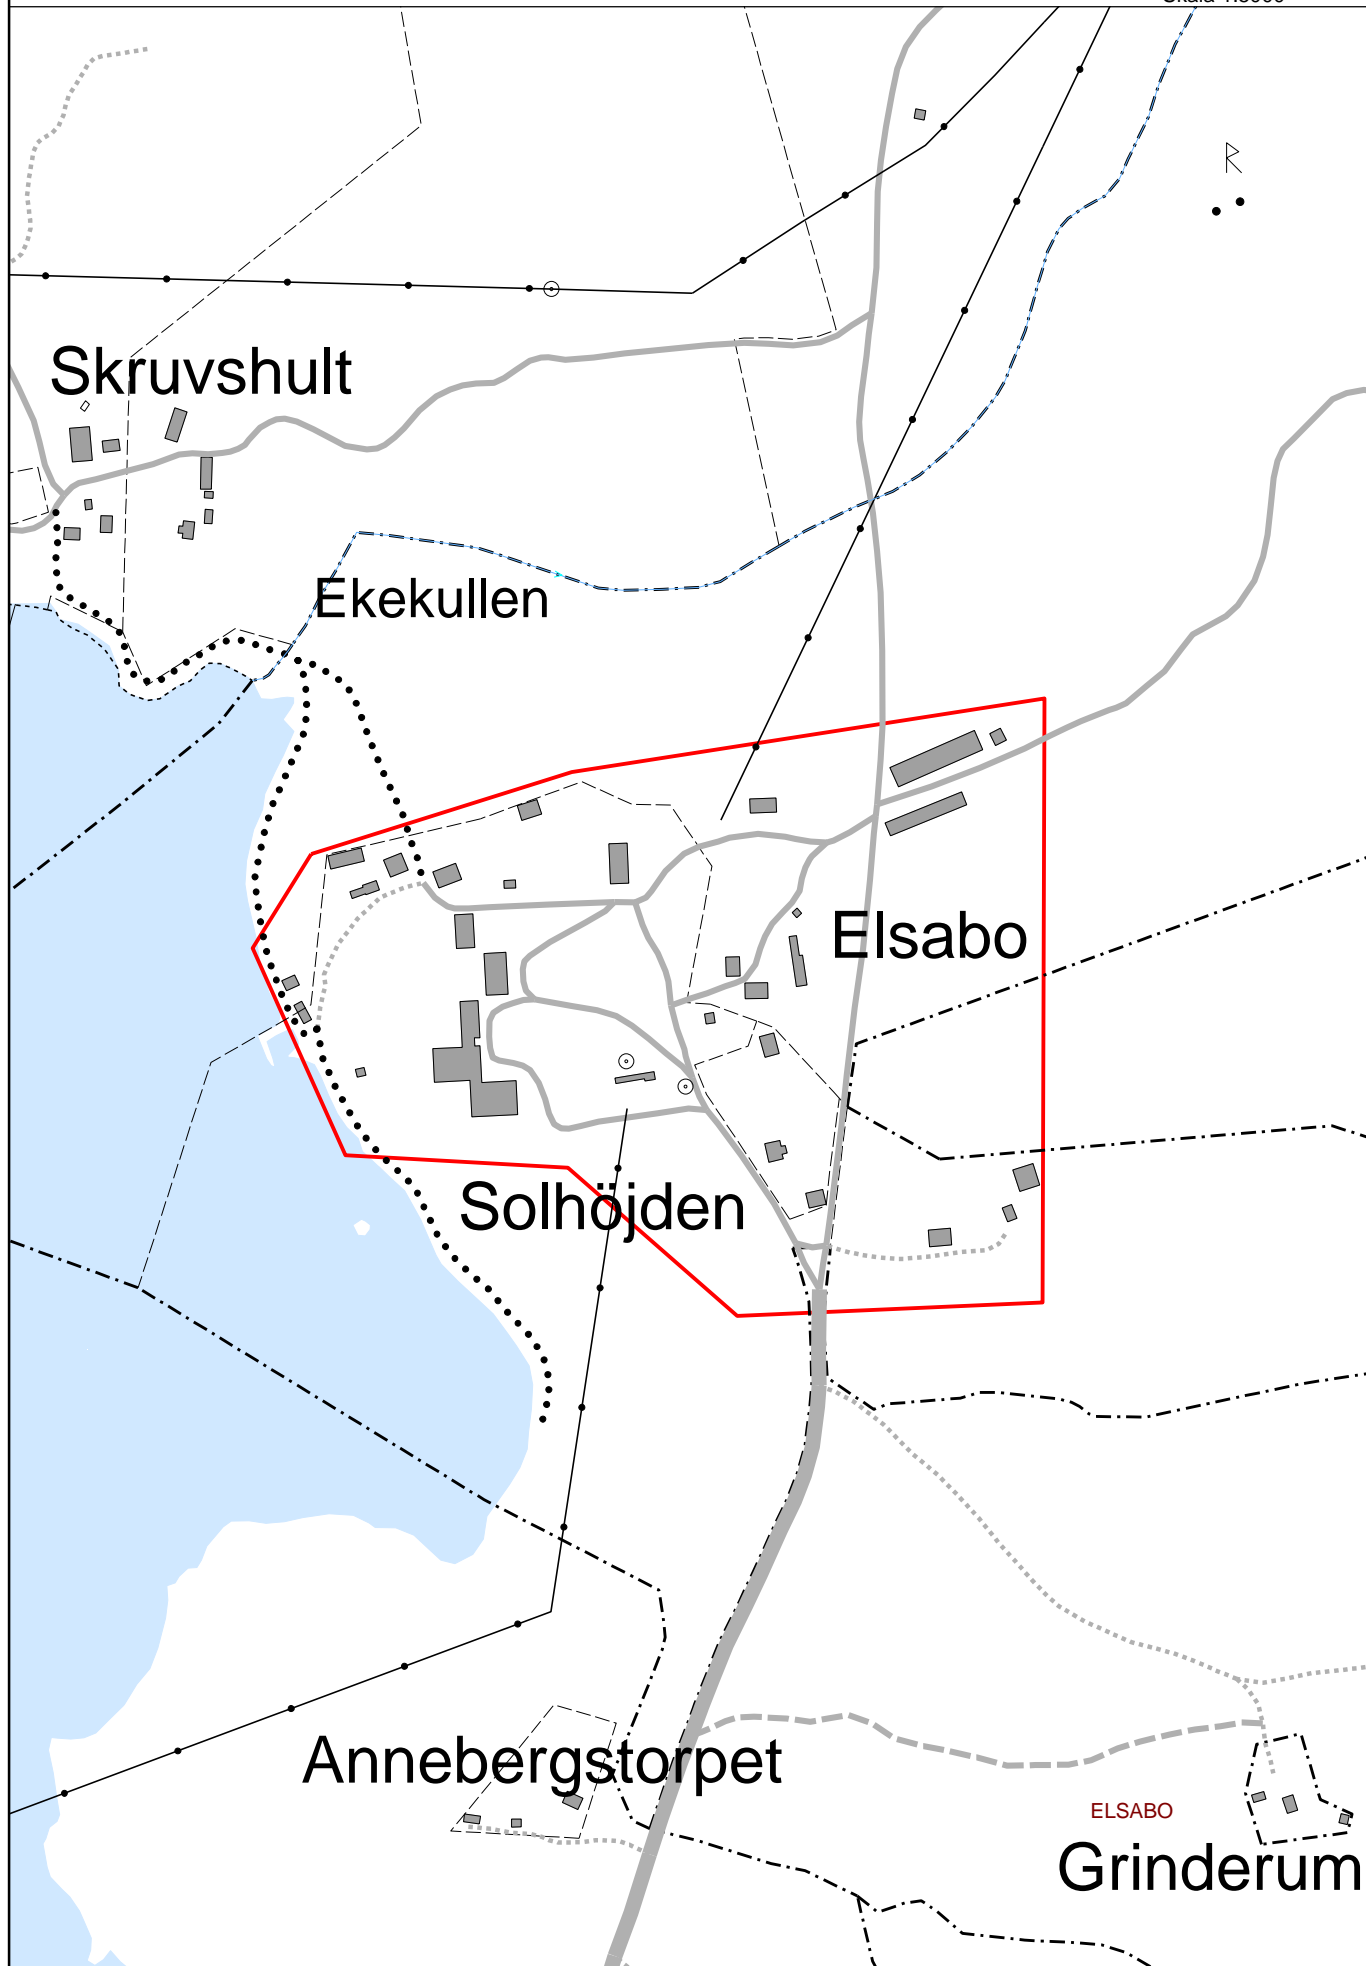 Skruvshult
R
Ekekullen
Elsabo
Solhöjden
Annebergstorpet
ELSABO
Grinderum